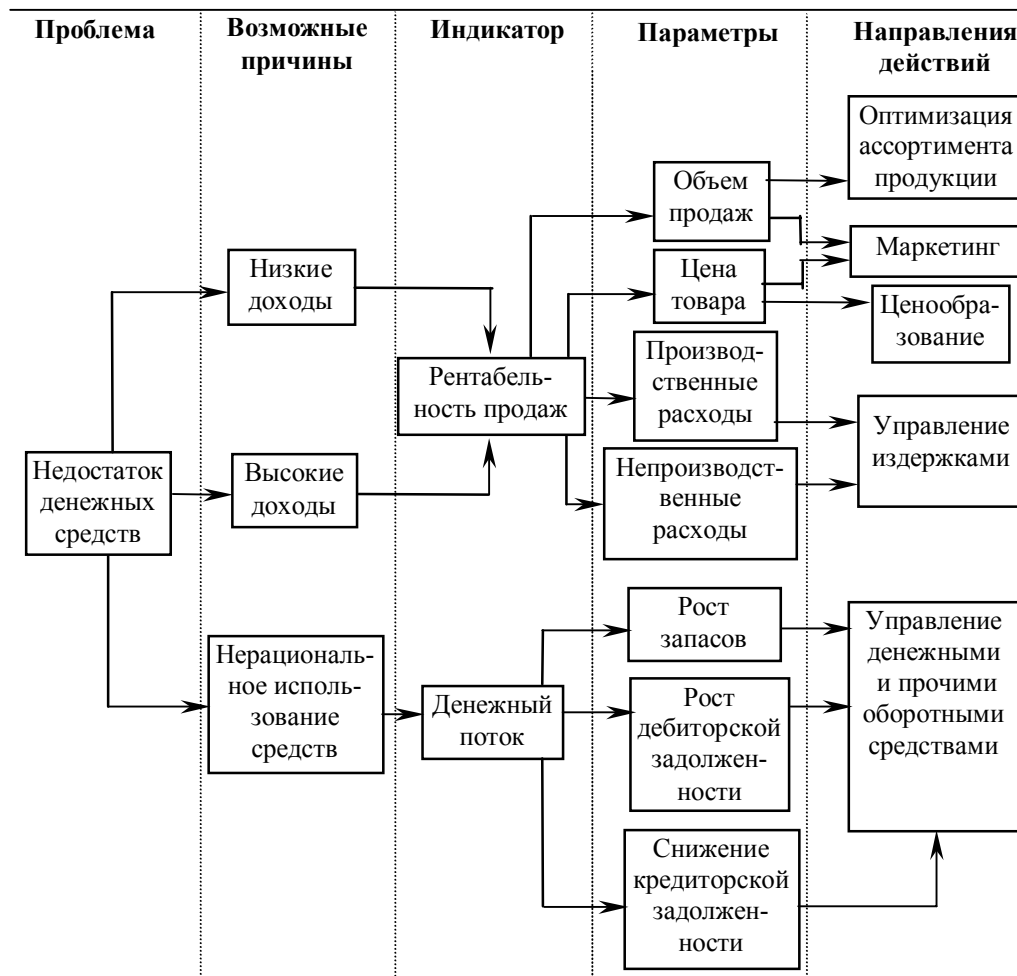 Проблема
Возможные
причины
Индикатор
Параметры
Направления
действий
Недостаток
денежных
средств
Низкие
доходы
Высокие
доходы
Нерациональ-
ное исполь-
зование
средств
Рентабель-
ность продаж
Денежный
поток
Объем
продаж
Цена
товара
Производ-
ственные
расходы
Непроизводст-
венные
расходы
Рост
запасов
Рост
дебиторской
задолжен-
ности
Снижение
кредиторской
задолжен-
ности
Оптимизация
ассортимента
продукции
Маркетинг
Ценообра-
зование
Управление
издержками
Управление
денежными
и прочими
оборотными
средствами